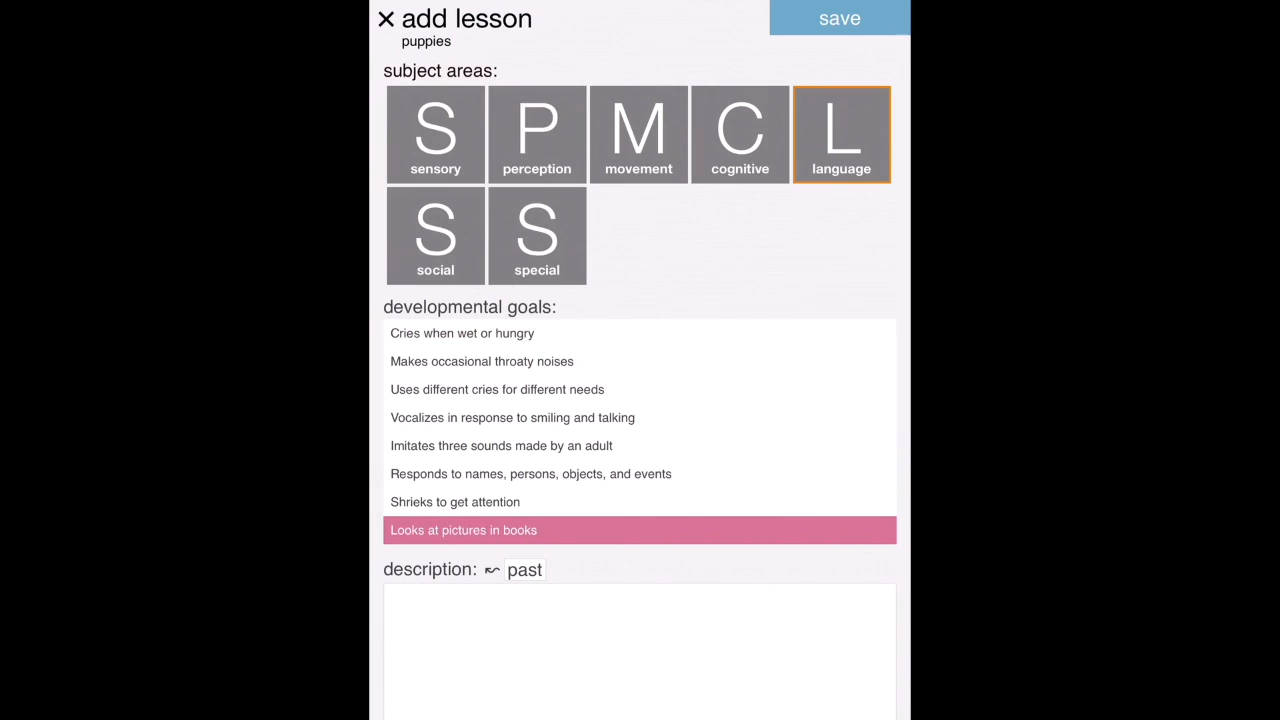 ✕ add lesson save
puppies
subject areas:
S P M C L
sensory perception movement cognitive language
S S
social special
developmental goals:
Cries when wet or hungry
Makes occasional throaty noises
Uses different cries for different needs
Vocalizes in response to smiling and talking
Imitates three sounds made by an adult
Responds to names, persons, objects, and events
Shrieks to get attention
Looks at pictures in books
description: past